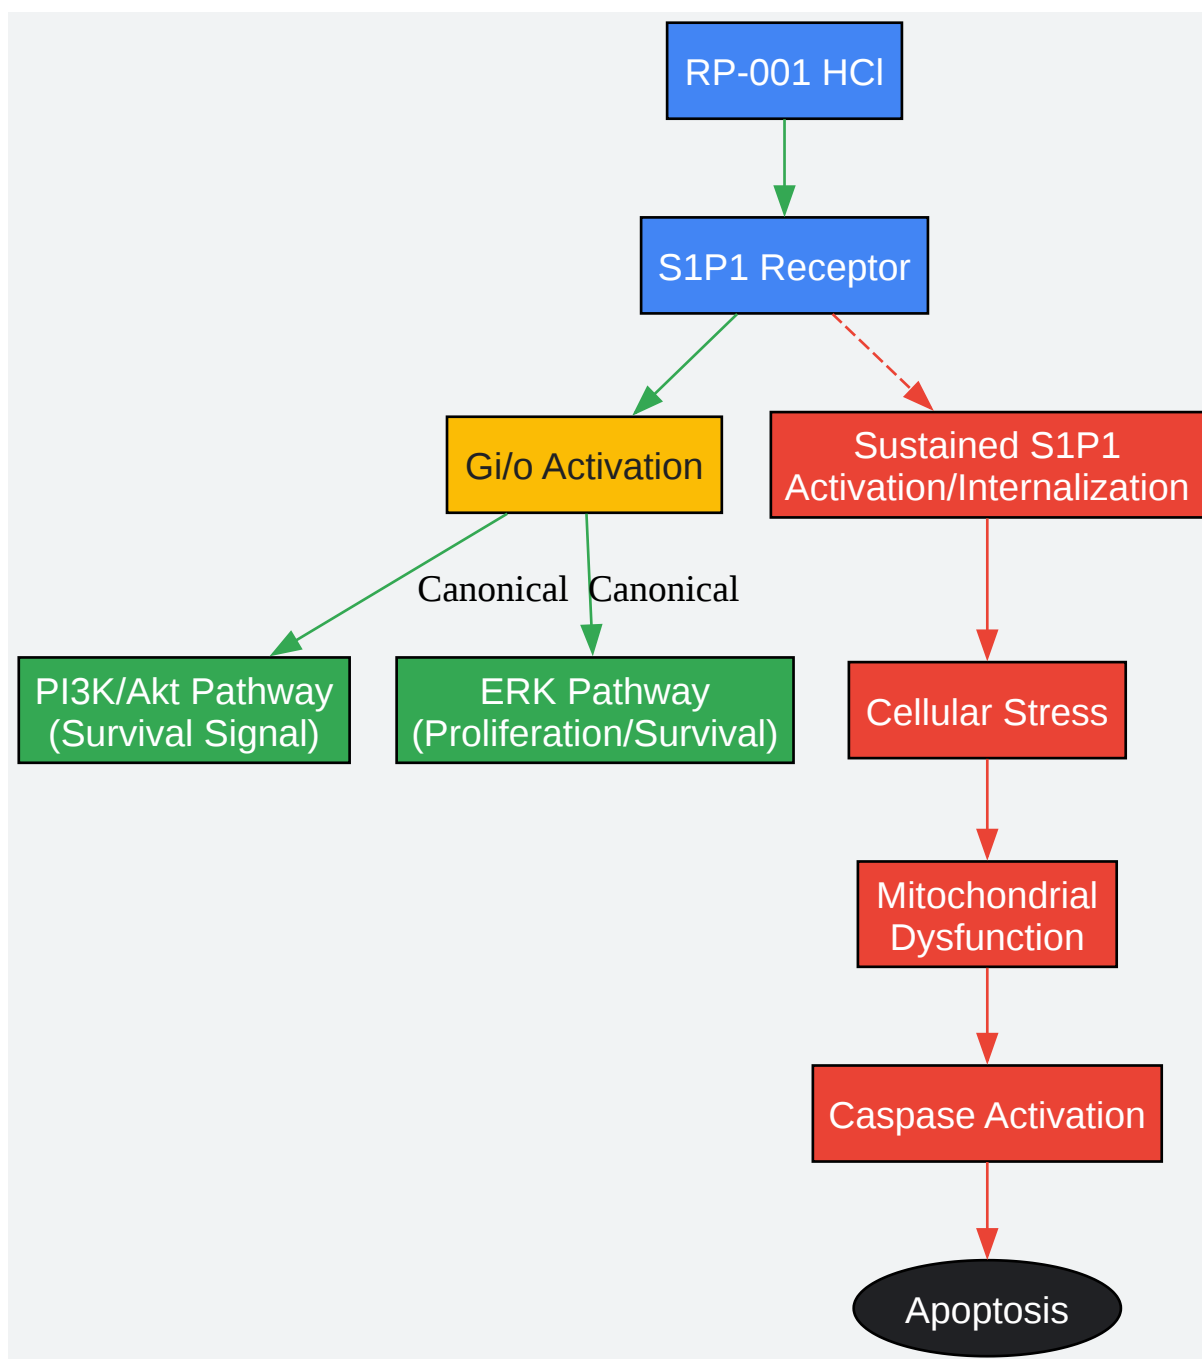 RP-001 HCl
S1P1 Receptor
Gi/o Activation
Sustained S1P1
Activation/Internalization
Canonical
Canonical
PI3K/Akt Pathway
(Survival Signal)
ERK Pathway
(Proliferation/Survival)
Cellular Stress
Mitochondrial
Dysfunction
Caspase Activation
Apoptosis